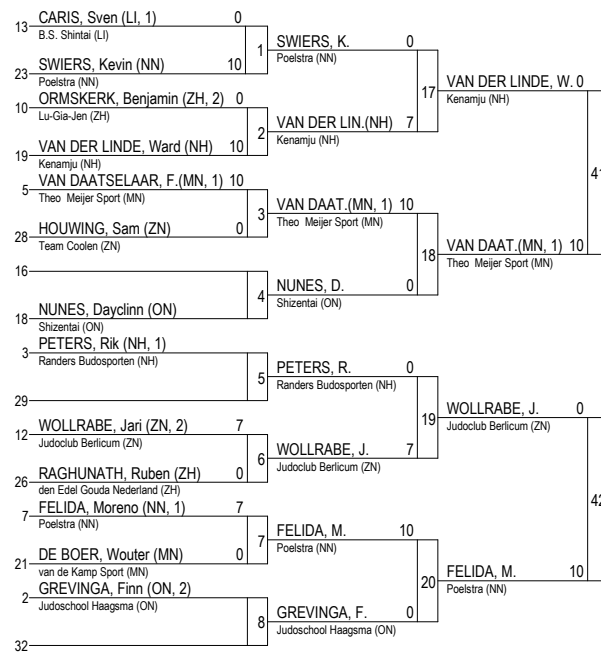 13 CARIS, Sven (LI, 1) 0
B.S. Shintai (LI)
1
23 SWIERS, Kevin (NN) 10
Poelstra (NN)
10 ORMSKERK, Benjamin (ZH, 2) 0
Lu-Gia-Jen (ZH)
2
19 VAN DER LINDE, Ward (NH) 10
Kenamju (NH)
5 VAN DAATSELAAR, F.(MN, 1) 10
Theo Meijer Sport (MN)
3
28 HOUWING, Sam (ZN) 0
Team Coolen (ZN)
16
4
18 NUNES, Dayclinn (ON)
Shizentai (ON)
3 PETERS, Rik (NH, 1)
Randers Budosporten (NH)
5
29
12 WOLLRABE, Jari (ZN, 2) 7
Judoclub Berlicum (ZN)
6
26 RAGHUNATH, Ruben (ZH) 0
den Edel Gouda Nederland (ZH)
7 FELIDA, Moreno (NN, 1) 7
Poelstra (NN)
7
21 DE BOER, Wouter (MN) 0
van de Kamp Sport (MN)
2 GREVINGA, Finn (ON, 2)
Judoschool Haagsma (ON)
8
32
SWIERS, K. 0
Poelstra (NN)
17
VAN DER LIN.(NH) 7
Kenamju (NH)
VAN DAAT.(MN, 1) 10
Theo Meijer Sport (MN)
18
NUNES, D. 0
Shizentai (ON)
PETERS, R. 0
Randers Budosporten (NH)
19
WOLLRABE, J. 7
Judoclub Berlicum (ZN)
FELIDA, M. 10
Poelstra (NN)
20
GREVINGA, F. 0
Judoschool Haagsma (ON)
VAN DER LINDE, W. 0
Kenamju (NH)
41
VAN DAAT.(MN, 1) 10
Theo Meijer Sport (MN)
WOLLRABE, J. 0
Judoclub Berlicum (ZN)
42
FELIDA, M. 10
Poelstra (NN)